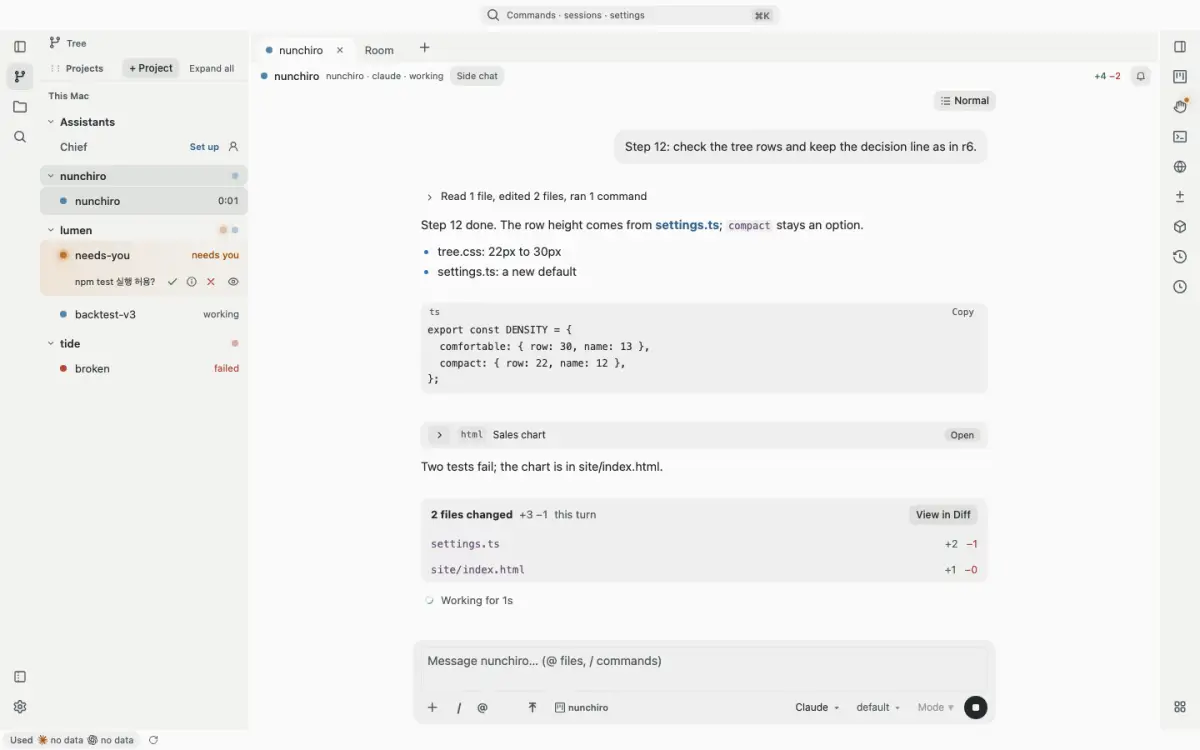 Commands · sessions · settings ⌘K
Tree
Projects + Project Expand all
This Mac
Assistants
Chief Set up
nunchiro
nunchiro 0:01
lumen
needs-you needs you
npm test 실행 허용?
backtest-v3 working
tide
broken failed
Used no data no data
nunchiro × Room +
nunchiro nunchiro · claude · working Side chat +4 −2
Normal
Step 12: check the tree rows and keep the decision line as in r6.
Read 1 file, edited 2 files, ran 1 command
Step 12 done. The row height comes from settings.ts; compact stays an option.
• tree.css: 22px to 30px
• settings.ts: a new default
ts Copy
export const DENSITY = {
comfortable: { row: 30, name: 13 },
compact: { row: 22, name: 12 },
};
html Sales chart Open
Two tests fail; the chart is in site/index.html.
2 files changed +3 −1 this turn View in Diff
settings.ts +2 −1
site/index.html +1 −0
Working for 1s
Message nunchiro... (@ files, / commands)
+ / @ nunchiro Claude default Mode